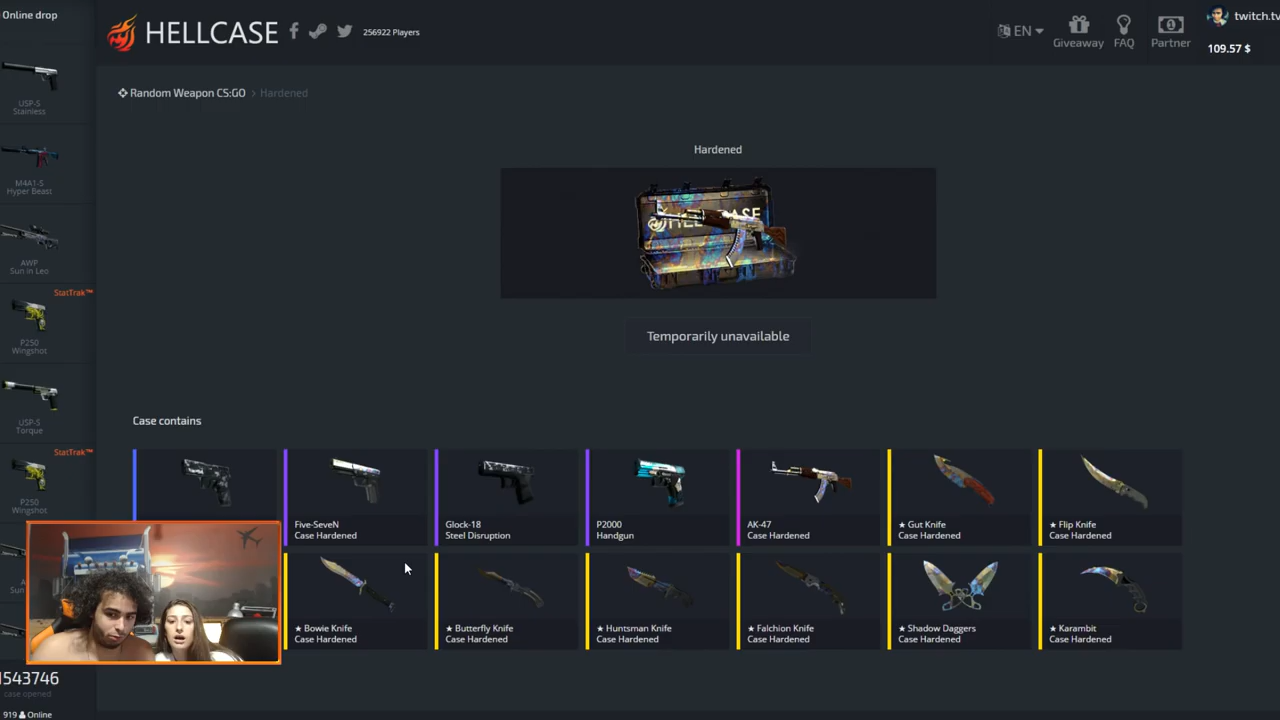 Online drop
HELLCASE
256922 Players
EN
Giveaway
FAQ
Partner
twitch.tv
109.57 $
USP-S
Stainless
M4A1-S
Hyper Beast
AWP
Sun in Leo
StatTrak™
P250
Wingshot
USP-S
Torque
StatTrak™
P250
Random Weapon CS:GO > Hardened
Hardened
HELLCASE
Temporarily unavailable
Case contains
Five-SeveN
Case Hardened
Glock-18
Steel Disruption
P2000
Handgun
AK-47
Case Hardened
★ Gut Knife
Case Hardened
★ Flip Knife
Case Hardened
★ Bowie Knife
Case Hardened
★ Butterfly Knife
Case Hardened
★ Huntsman Knife
Case Hardened
★ Falchion Knife
Case Hardened
★ Shadow Daggers
Case Hardened
★ Karambit
Case Hardened
1543746
case opened
919 Online